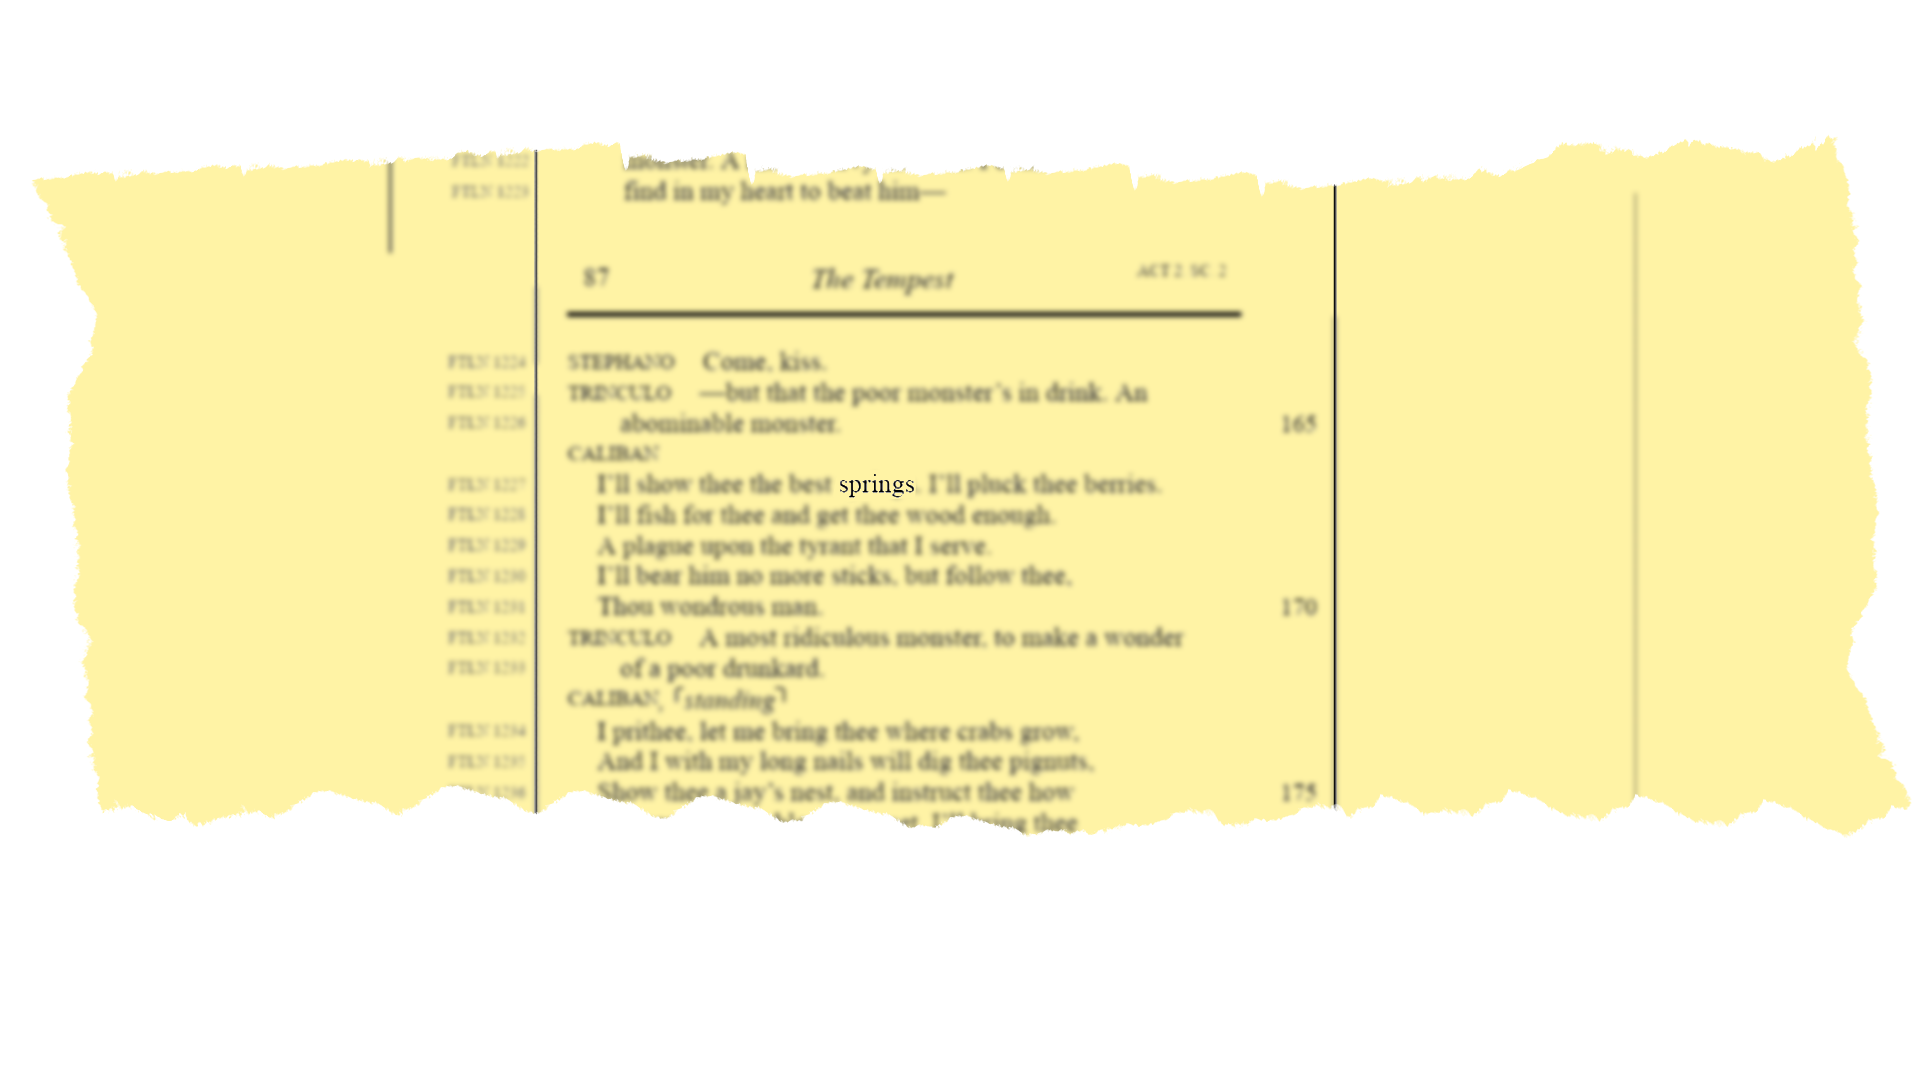 find in my heart to beat him—
87 The Tempest ACT 2. SC. 2
FTLN 1224 STEPHANO Come, kiss.
FTLN 1225 TRINCULO —but that the poor monster's in drink. An
FTLN 1226 abominable monster. 165
CALIBAN
FTLN 1227 I'll show thee the best springs. I'll pluck thee berries.
FTLN 1228 I'll fish for thee and get thee wood enough.
FTLN 1229 A plague upon the tyrant that I serve.
FTLN 1230 I'll bear him no more sticks, but follow thee,
FTLN 1231 Thou wondrous man. 170
FTLN 1232 TRINCULO A most ridiculous monster, to make a wonder
FTLN 1233 of a poor drunkard.
CALIBAN, ⌜standing⌝
FTLN 1234 I prithee, let me bring thee where crabs grow,
FTLN 1235 And I with my long nails will dig thee pignuts,
FTLN 1236 Show thee a jay's nest, and instruct thee how 175
I'll bring thee